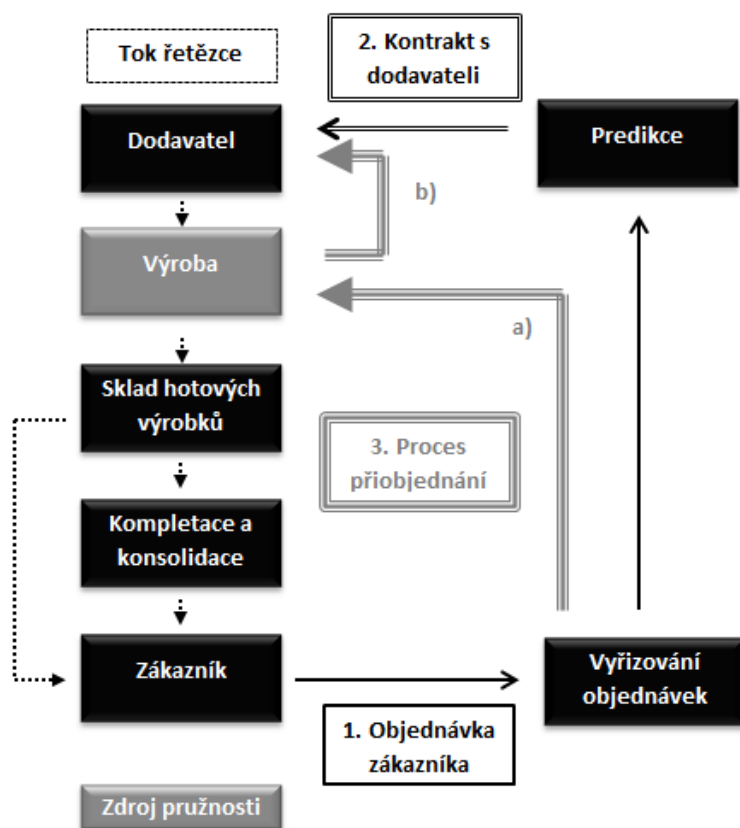 Tok řetězce
2. Kontrakt s
dodavateli
Dodavatel
Predikce
b)
Výroba
a)
Sklad hotových
výrobků
3. Proces
přiobjednání
Kompletace a
konsolidace
Zákazník
Vyřizování
objednávek
1. Objednávka
zákazníka
Zdroj pružnosti